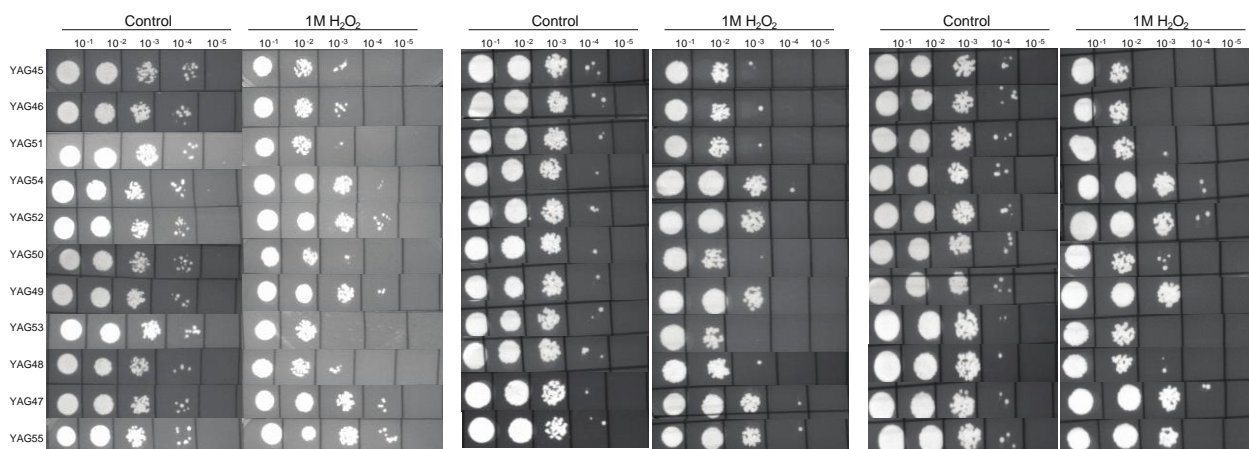 Control 1M H₂O₂ Control 1M H₂O₂ Control 1M H₂O₂
10⁻¹ 10⁻² 10⁻³ 10⁻⁴ 10⁻⁵ 10⁻¹ 10⁻² 10⁻³ 10⁻⁴ 10⁻⁵ 10⁻¹ 10⁻² 10⁻³ 10⁻⁴ 10⁻⁵ 10⁻¹ 10⁻² 10⁻³ 10⁻⁴ 10⁻⁵ 10⁻¹ 10⁻² 10⁻³ 10⁻⁴ 10⁻⁵ 10⁻¹ 10⁻² 10⁻³ 10⁻⁴ 10⁻⁵
YAG45
YAG46
YAG51
YAG54
YAG52
YAG50
YAG49
YAG53
YAG48
YAG47
YAG55